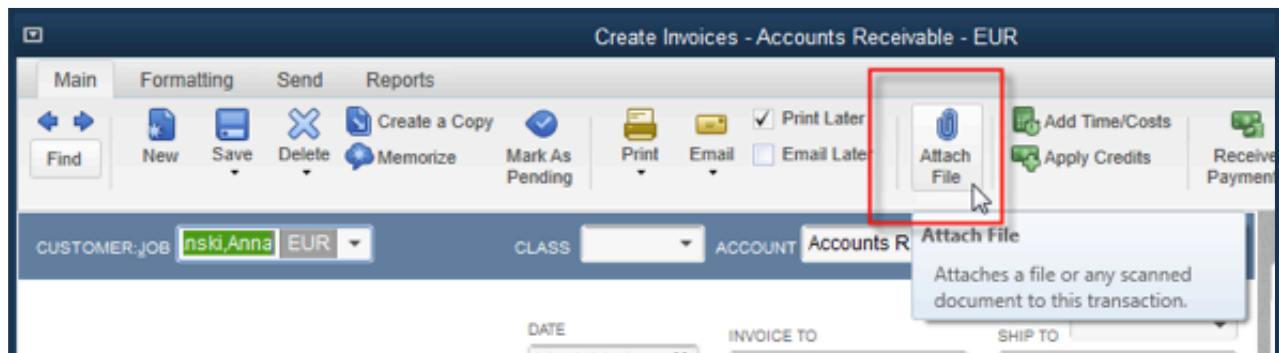 Create Invoices - Accounts Receivable - EUR
Main Formatting Send Reports
Find New Save Delete Create a Copy Memorize Mark As Pending Print Email Print Later Email Later Attach File Add Time/Costs Apply Credits Receive
CUSTOMER:JOB nski,Anna EUR CLASS ACCOUNT Accounts R
Attach File
Attaches a file or any scanned
document to this transaction.
DATE INVOICE TO SHIP TO